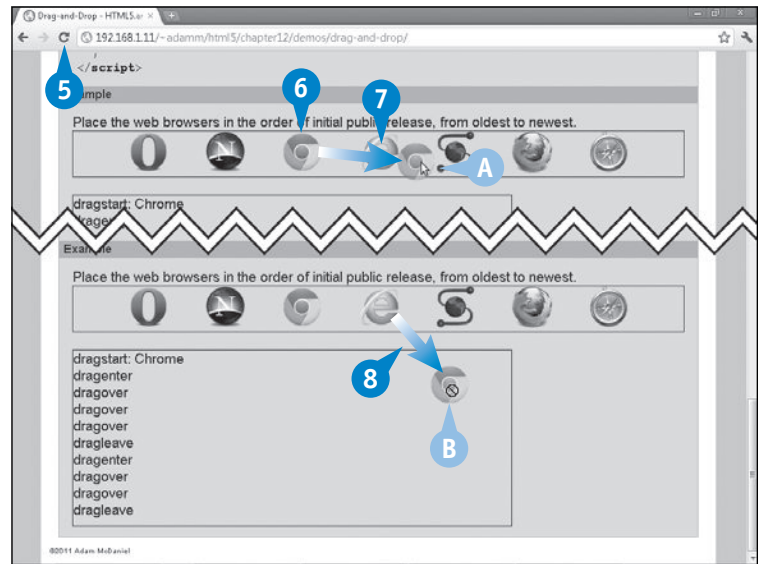 Drag-and-Drop - HTML5.ar
192.168.1.11/~adamm/html5/chapter12/demos/drag-and-drop/
</script>
5
6
7
Place the web browsers in the order of initial public release, from oldest to newest.
N
A
dragstart: Chrome
Example
Place the web browsers in the order of initial public release, from oldest to newest.
N
dragstart: Chrome
dragenter
dragover
dragover
dragover
dragleave
dragenter
dragover
dragover
dragleave
8
B
©2011 Adam McDaniel